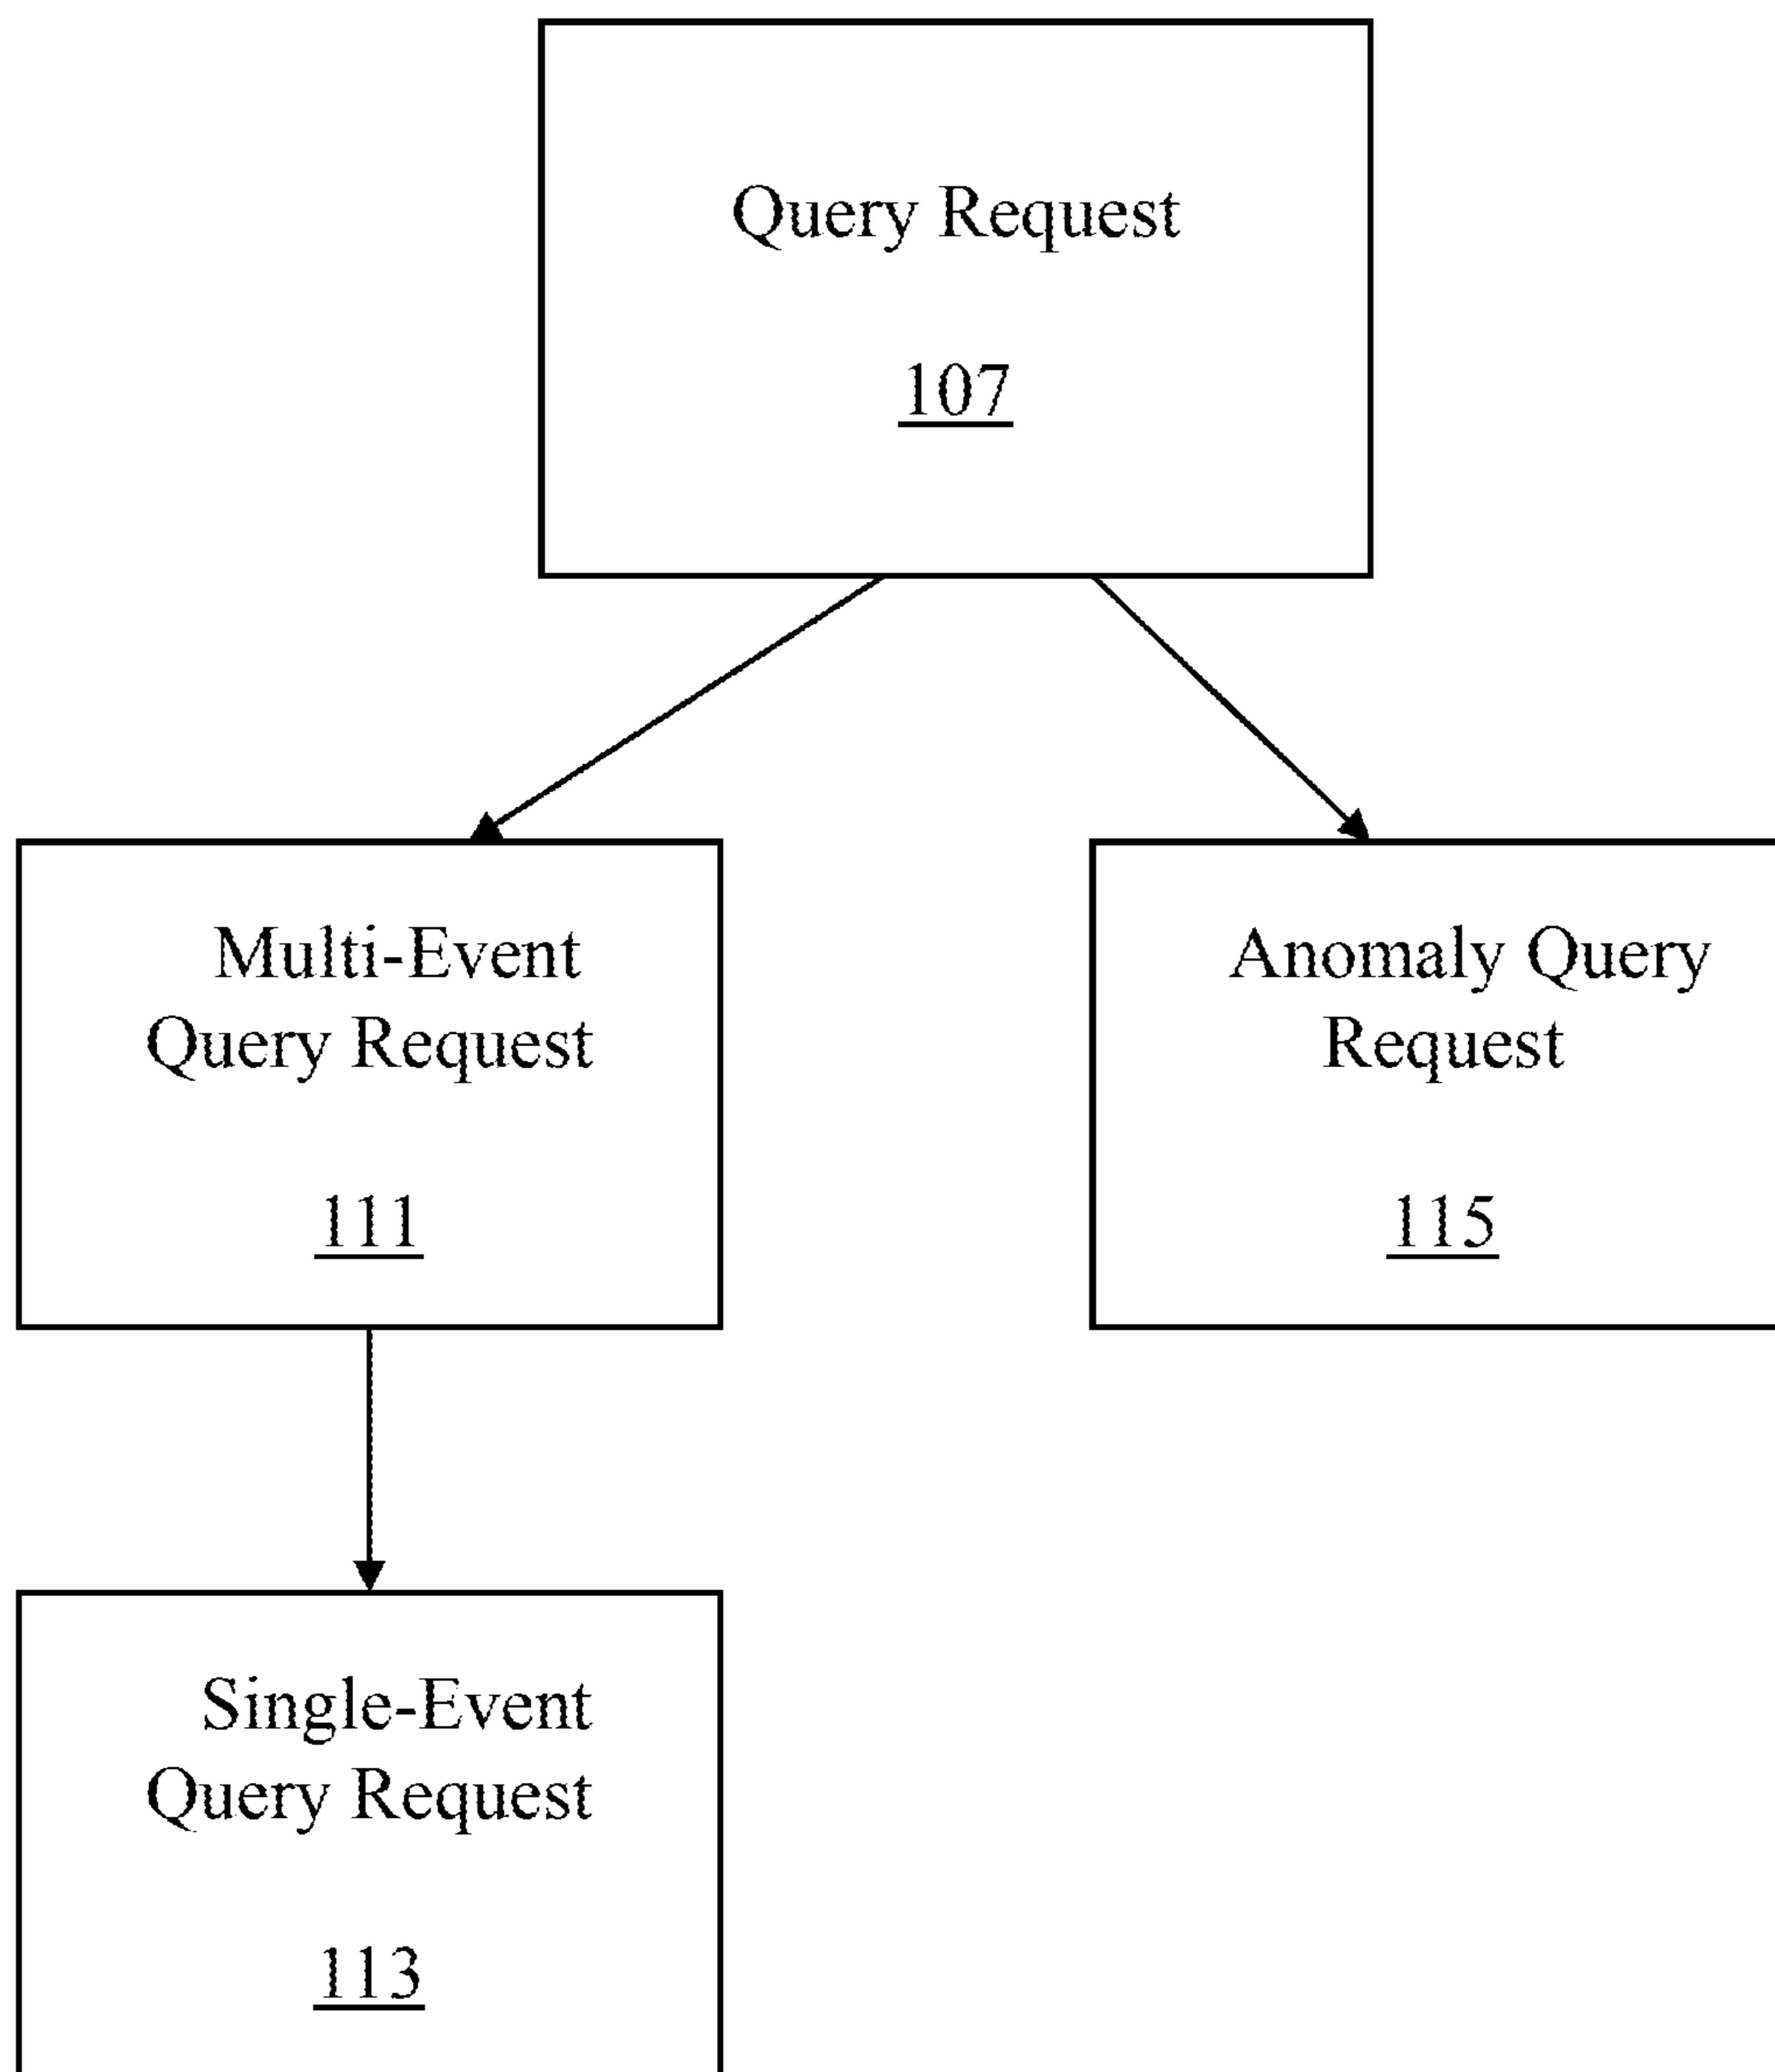 Query Request
107
Multi-Event
Query Request
111
Anomaly Query
Request
115
Single-Event
Query Request
113